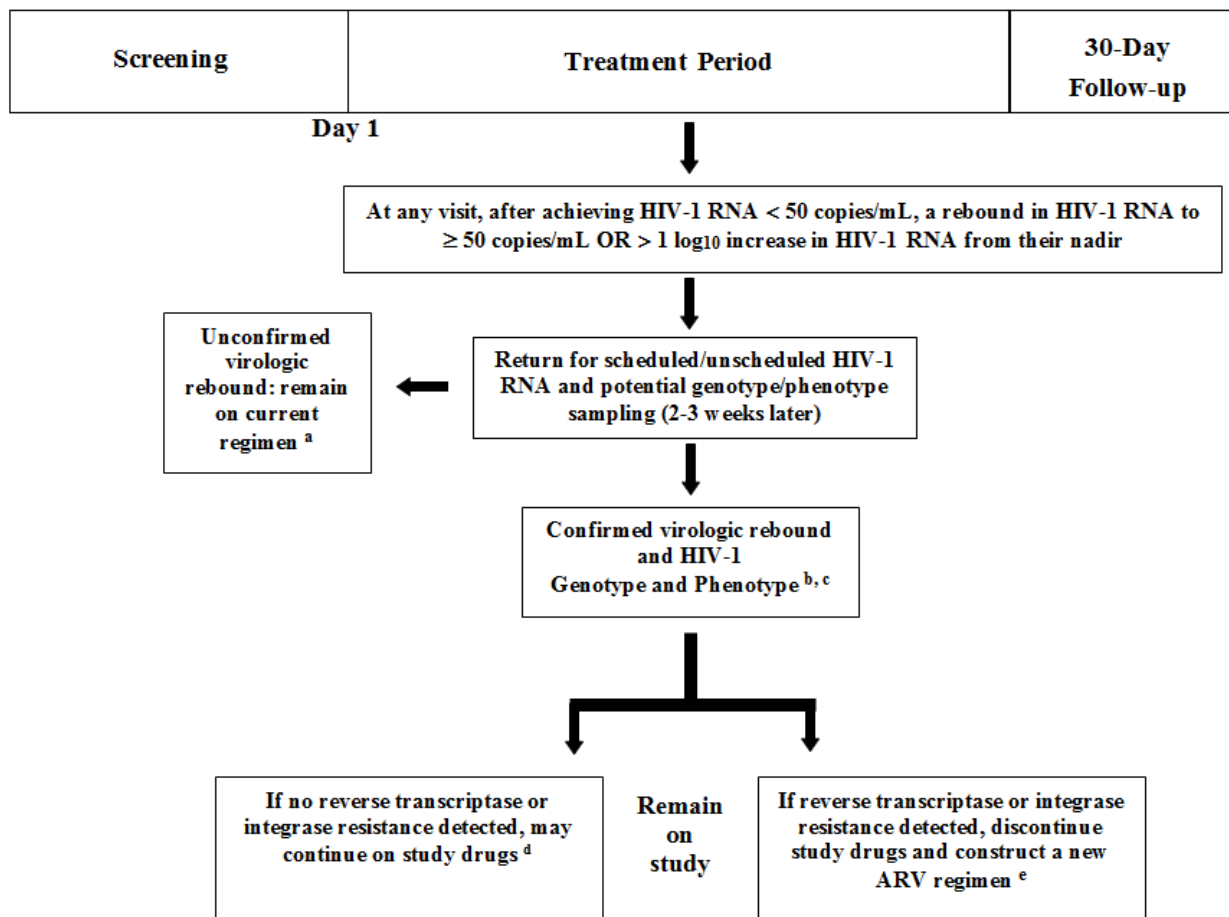 Screening
Treatment Period
30-Day
Follow-up
Day 1
At any visit, after achieving HIV-1 RNA < 50 copies/mL, a rebound in HIV-1 RNA to
≥ 50 copies/mL OR > 1 log10 increase in HIV-1 RNA from their nadir
Unconfirmed
virologic
rebound: remain
on current
regimen a
Return for scheduled/unscheduled HIV-1
RNA and potential genotype/phenotype
sampling (2-3 weeks later)
Confirmed virologic rebound
and HIV-1
Genotype and Phenotype b, c
If no reverse transcriptase or
integrase resistance detected, may
continue on study drugs d
Remain
on
study
If reverse transcriptase or integrase
resistance detected, discontinue
study drugs and construct a new
ARV regimen e